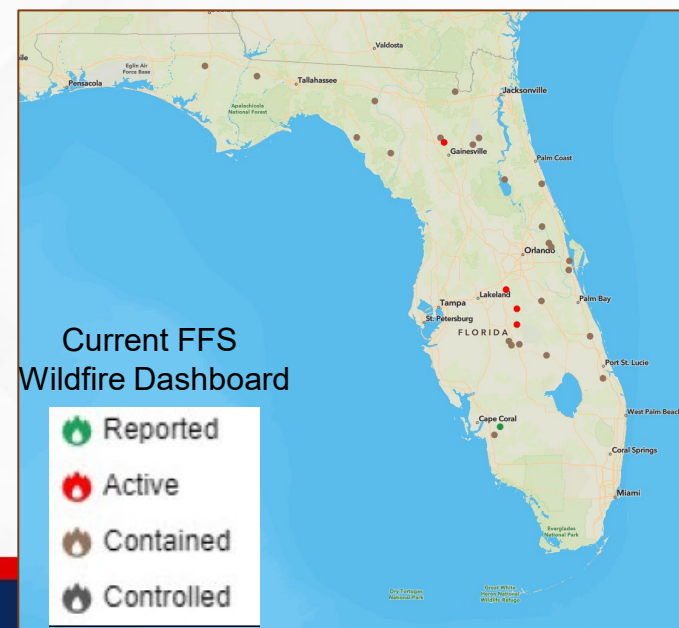 Valdosta
Eglin Air
Force Base
Tallahassee
Pensacola
Jacksonville
Apalachicola
National Forest
Gainesville
Palm Coast
Orlando
Lakeland
Palm Bay
Tampa
St. Petersburg
FLORIDA
Current FFS
Wildfire Dashboard
Port St. Lucie
Reported
Active
Contained
Controlled
Cape Coral
West Palm Beach
Coral Springs
Miami
Everglades
National Park
Dry Tortugas
National Park
Great White
Heron National
Wildlife Refuge